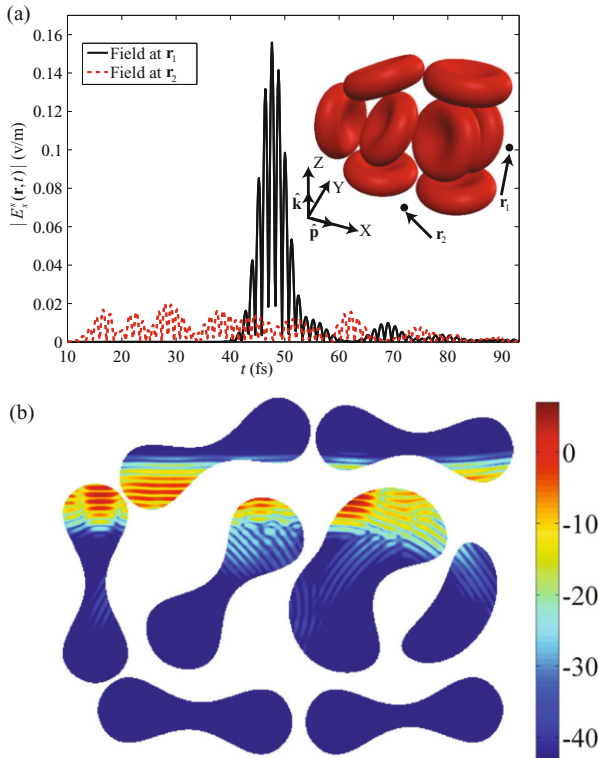 (a)
0.16
0.14
0.12
0.1
0.08
0.06
0.04
0.02
0
|E^s_x(r,t)| (v/m)
Field at r₁
Field at r₂
Z
Y
k̂
p̂
X
r₁
r₂
10 20 30 40 50 60 70 80 90
t (fs)
(b)
0
-10
-20
-30
-40